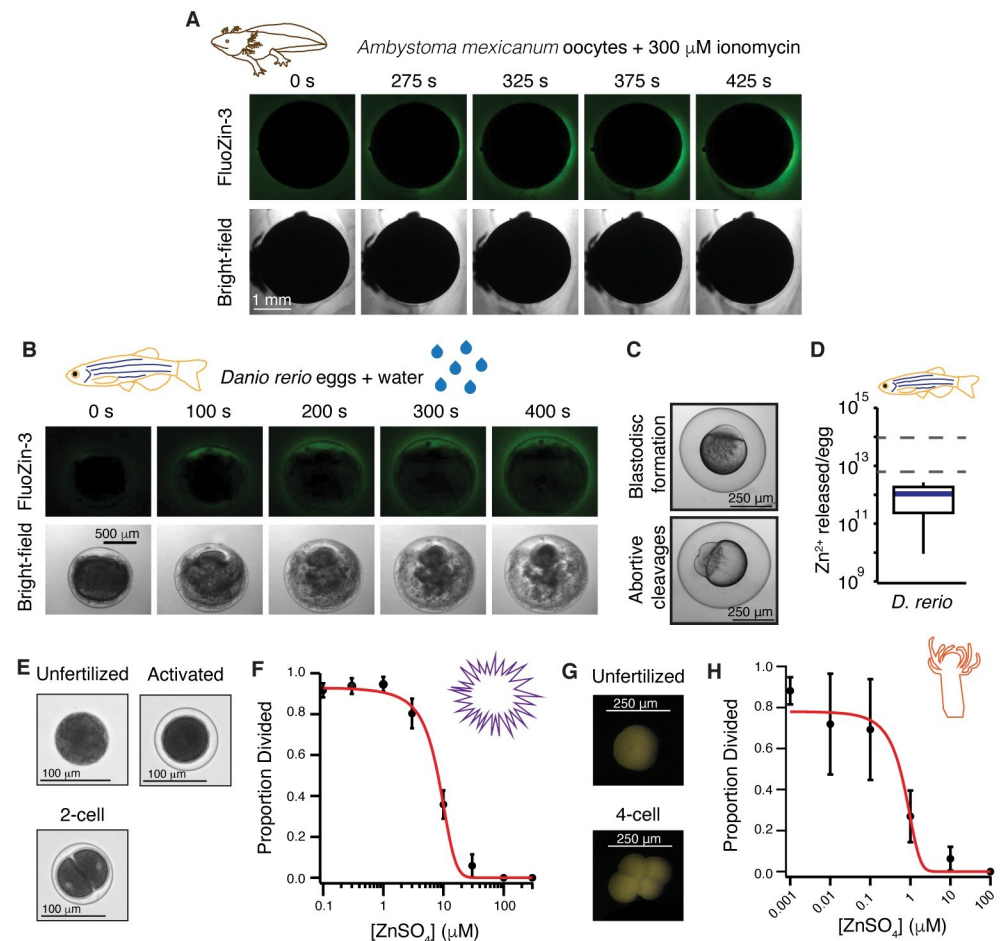 A
Ambystoma mexicanum oocytes + 300 μM ionomycin
0 s 275 s 325 s 375 s 425 s
FluoZin-3
Bright-field
1 mm
B
Danio rerio eggs + water
0 s 100 s 200 s 300 s 400 s
FluoZin-3
Bright-field
500 μm
C
Blastodisc
formation
250 μm
Abortive
cleavages
250 μm
D
10^15
10^13
10^11
10^9
Zn²⁺ released/egg
D. rerio
E
Unfertilized Activated
100 μm 100 μm
2-cell
100 μm
F
Proportion Divided
1.0
0.8
0.6
0.4
0.2
0.0
0.1 1 10 100
[ZnSO₄] (μM)
G
Unfertilized
250 μm
4-cell
250 μm
H
Proportion Divided
1.0
0.8
0.6
0.4
0.2
0.0
0.001 0.01 0.1 1 10 100
[ZnSO₄] (μM)